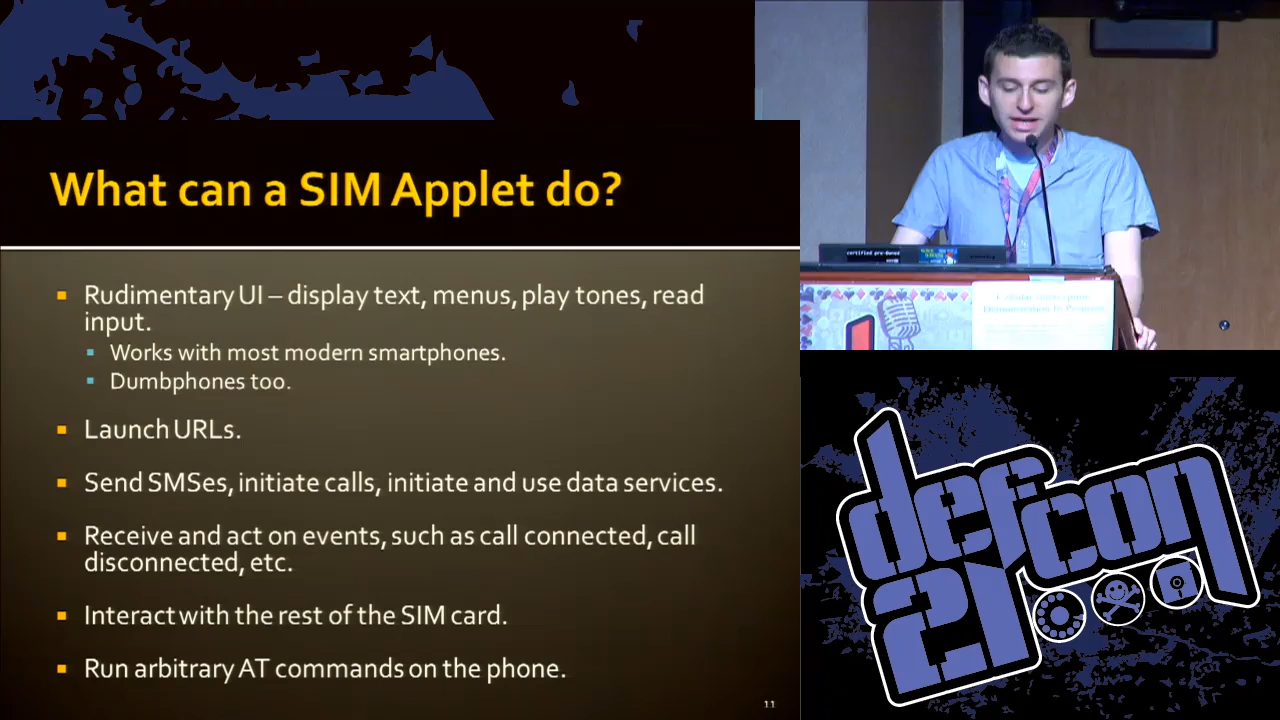 What can a SIM Applet do?
Rudimentary UI – display text, menus, play tones, read
input.
Works with most modern smartphones.
Dumbphones too.
Launch URLs.
Send SMSes, initiate calls, initiate and use data services.
Receive and act on events, such as call connected, call
disconnected, etc.
Interact with the rest of the SIM card.
Run arbitrary AT commands on the phone.
11
certified pre-0wned
defcon
21